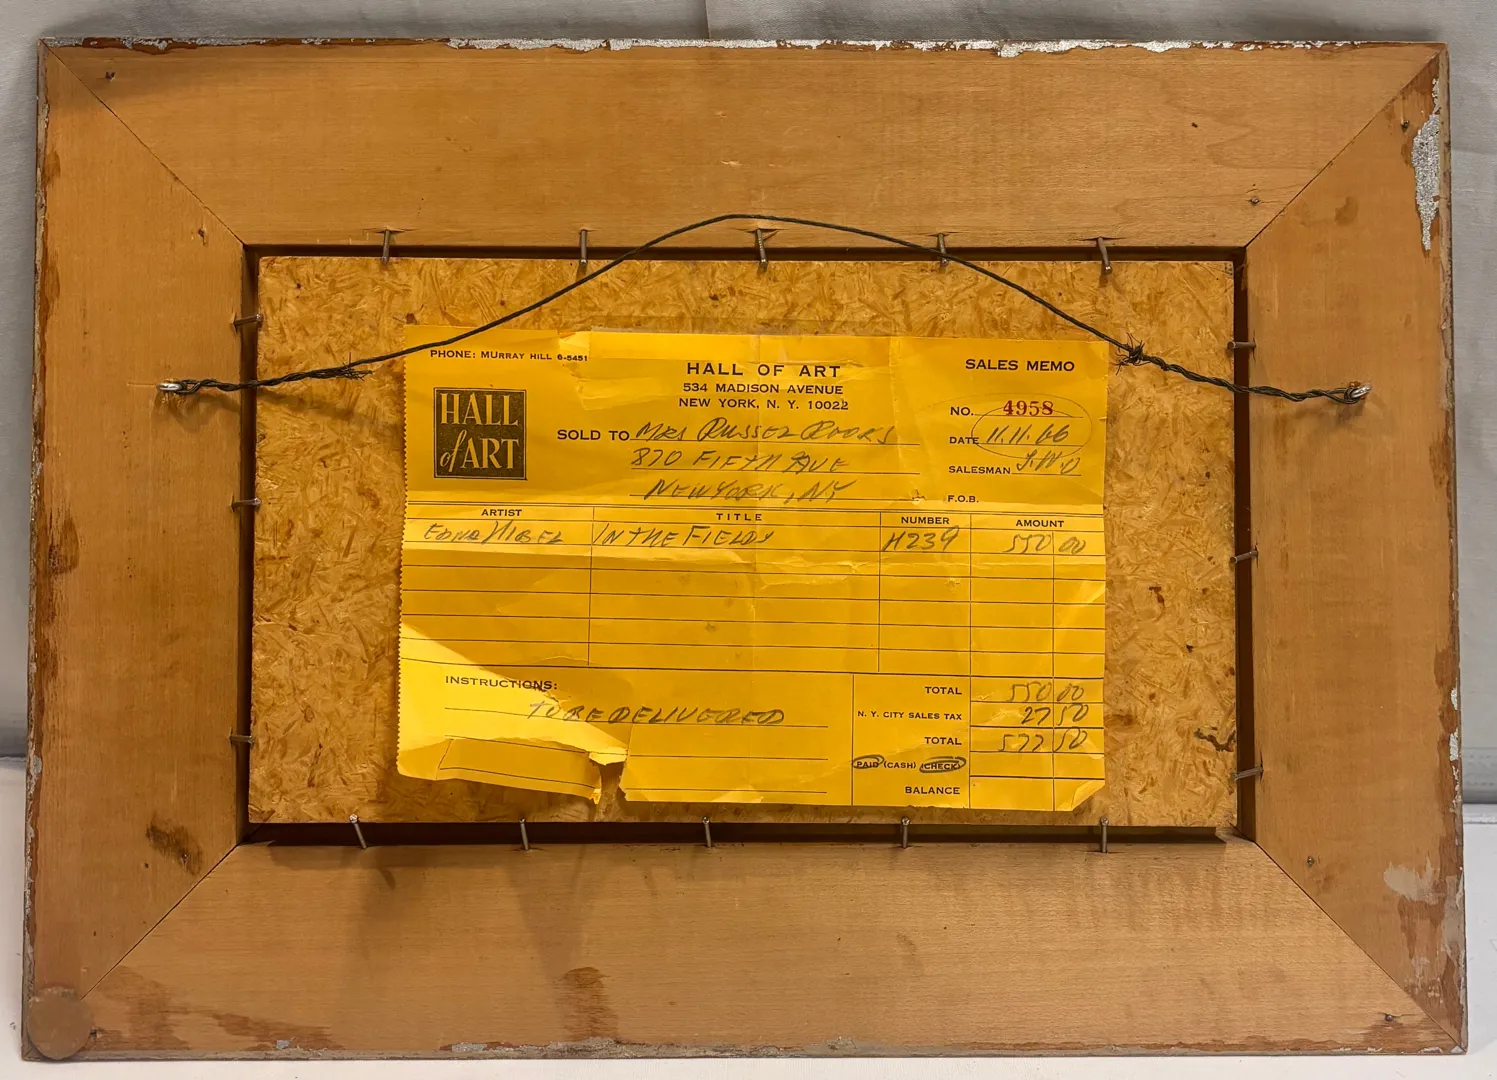 PHONE: MURRAY HILL 6-5451
HALL OF ART
534 MADISON AVENUE
NEW YORK, N. Y. 10022
SALES MEMO
HALL
of ART
NO. 4958
DATE 11.11.66
SALESMAN
F.O.B.
SOLD TO MRS RUSSEL ROOKS
870 FIFTH AVE
NEW YORK, NY
ARTIST TITLE NUMBER AMOUNT
EDNA HIBEL IN THE FIELDS H239 550 00
INSTRUCTIONS:
TO BE DELIVERED
TOTAL 550 00
N. Y. CITY SALES TAX 27 50
TOTAL 577 50
PAID (CASH) (CHECK)
BALANCE